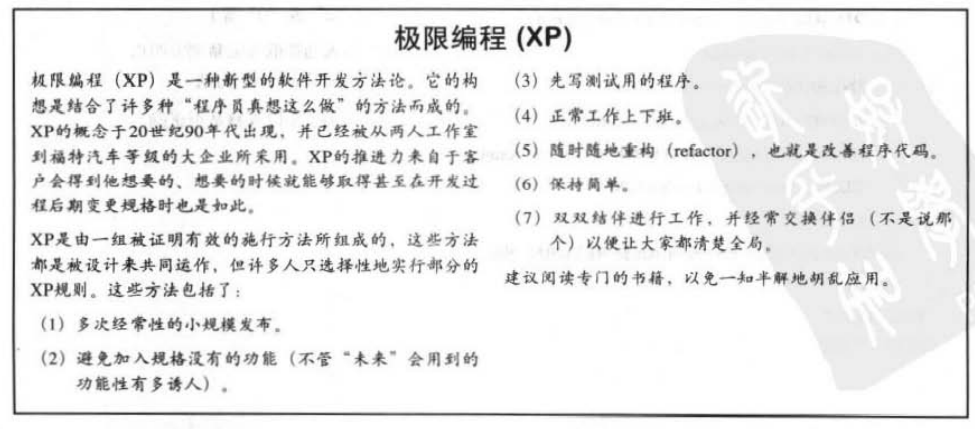 极限编程 (XP)
极限编程（XP）是一种新型的软件开发方法论。它的构
想是结合了许多种“程序员真想这么做”的方法而成的。
XP的概念于20世纪90年代出现，并已经被从两人工作室
到福特汽车等级的大企业所采用。XP的推进力来自于客
户会得到他想要的、想要的时候就能够取得甚至在开发过
程后期变更规格时也是如此。
XP是由一组被证明有效的施行方法所组成的，这些方法
都是被设计来共同运作，但许多人只选择性地实行部分的
XP规则。这些方法包括了：
（1）多次经常性的小规模发布。
（2）避免加入规格没有的功能（不管“未来”会用到的
功能性有多诱人）。
（3）先写测试用的程序。
（4）正常工作上下班。
（5）随时随地重构（refactor），也就是改善程序代码。
（6）保持简单。
（7）双双结伴进行工作，并经常交换伴侣（不是说那
个）以便让大家都清楚全局。
建议阅读专门的书籍，以免一知半解地胡乱应用。